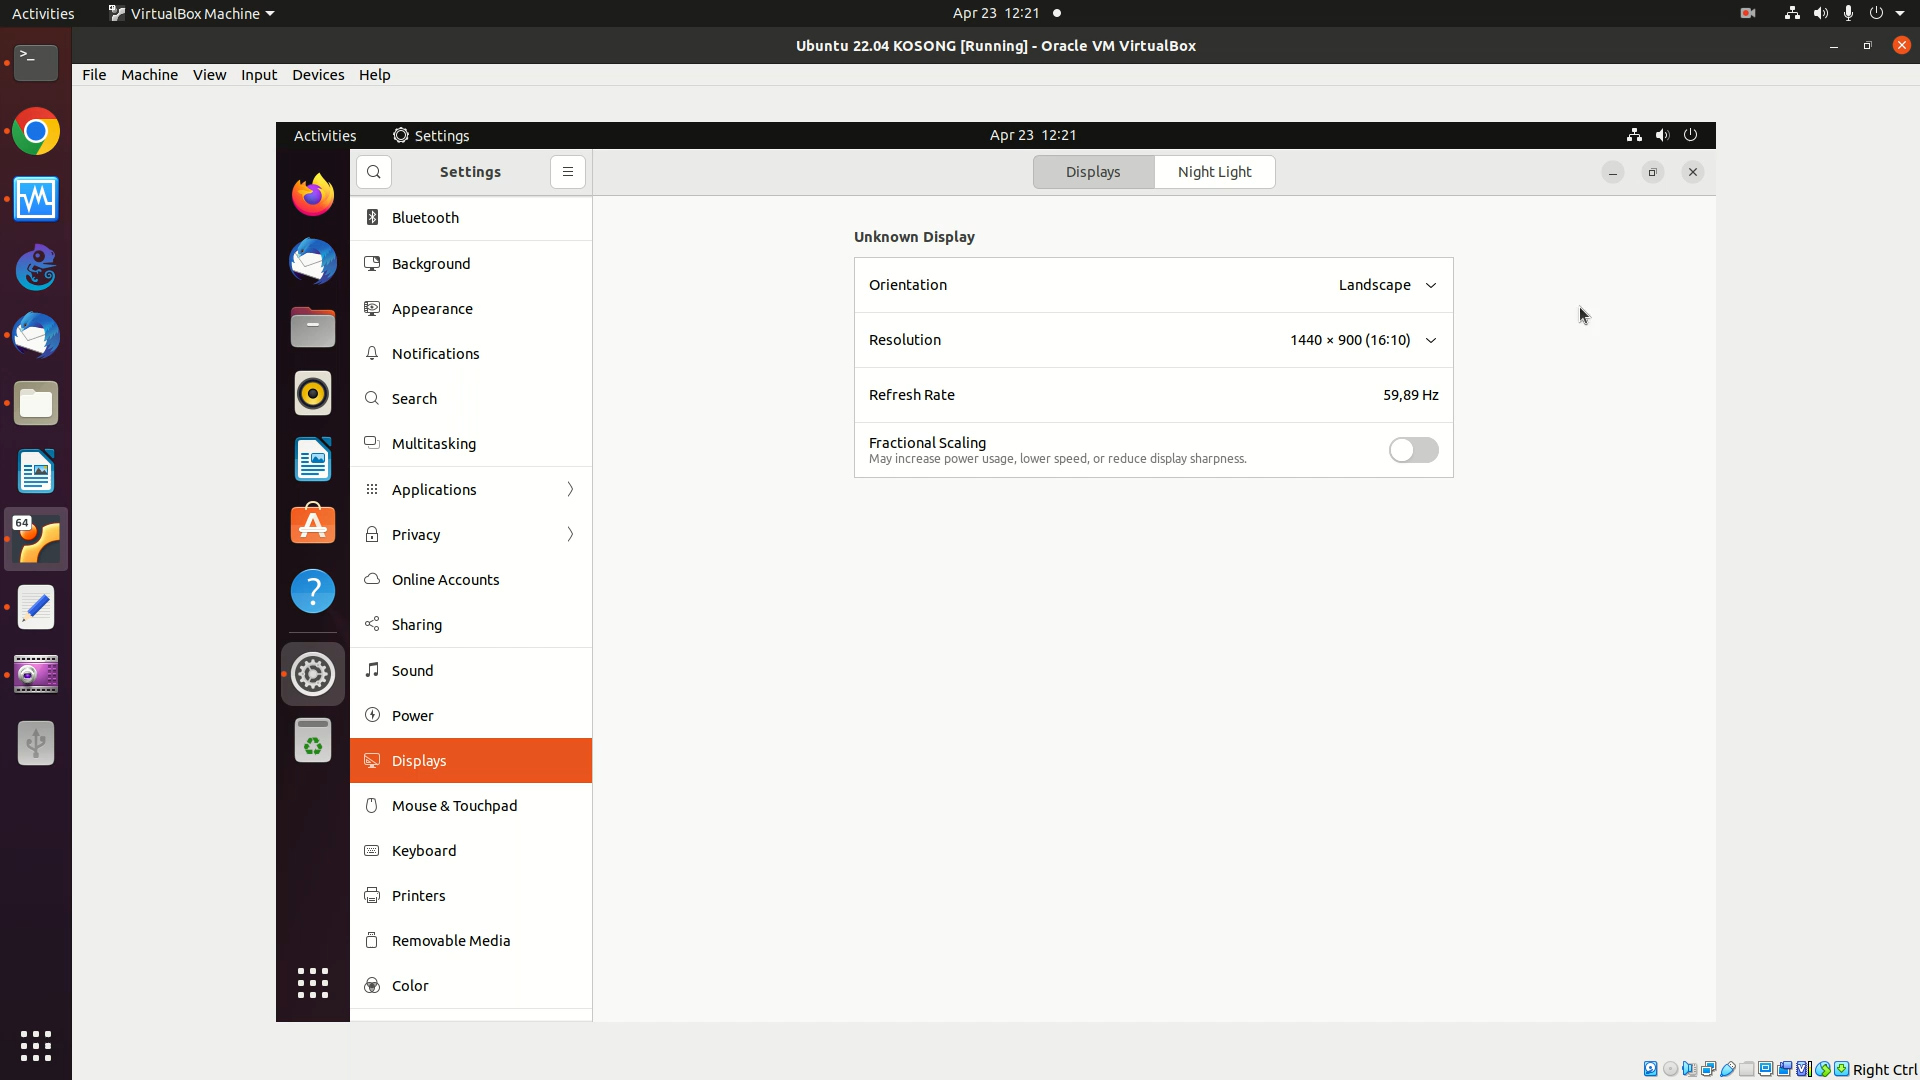 Activities VirtualBox Machine Apr 23 12:21
Ubuntu 22.04 KOSONG [Running] - Oracle VM VirtualBox
File Machine View Input Devices Help
Activities Settings Apr 23 12:21
Settings Displays Night Light
Bluetooth
Background
Appearance
Notifications
Search
Multitasking
Applications
Privacy
Online Accounts
Sharing
Sound
Power
Displays
Mouse & Touchpad
Keyboard
Printers
Removable Media
Color
Unknown Display
Orientation Landscape
Resolution 1440 × 900 (16:10)
Refresh Rate 59,89 Hz
Fractional Scaling
May increase power usage, lower speed, or reduce display sharpness.
64
Right Ctrl